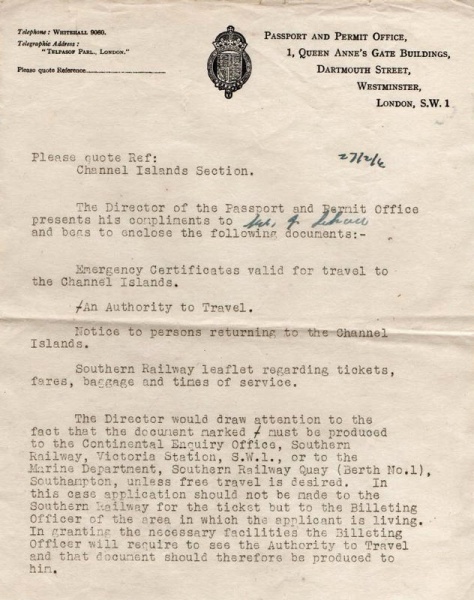 Telephone: WHITEHALL 9060.
Telegraphic Address:
"TELPASOF PARL, LONDON."
Please quote Reference
PASSPORT AND PERMIT OFFICE,
1, QUEEN ANNE'S GATE BUILDINGS,
DARTMOUTH STREET,
WESTMINSTER,
LONDON, S.W. 1
Please quote Ref:
Channel Islands Section.
The Director of the Passport and Permit Office
presents his compliments to
and begs to enclose the following documents:-
Emergency Certificates valid for travel to
the Channel Islands.
/An Authority to Travel.
Notice to persons returning to the Channel
Islands.
Southern Railway leaflet regarding tickets,
fares, baggage and times of service.
The Director would draw attention to the
fact that the document marked / must be produced
to the Continental Enquiry Office, Southern
Railway, Victoria Station, S.W.1., or to the
Marine Department, Southern Railway Quay (Berth No.1),
Southampton, unless free travel is desired. In
this case application should not be made to the
Southern Railway for the ticket but to the Billeting
Officer of the area in which the applicant is living.
In granting the necessary facilities the Billeting
Officer will require to see the Authority to Travel
and that document should therefore be produced to
him.